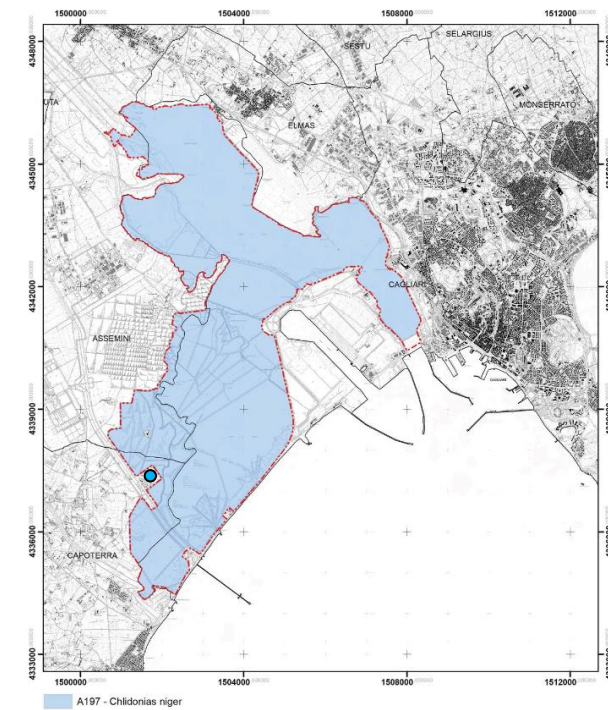 1500000 1504000 1508000 1512000
4348000
SELARGIUS
SESTU
UTA
MONSERRATO
ELMAS
4345000
4342000
CAGLIARI
ASSEMINI
4339000
4336000
CAPOTERRA
4333000
1500000 1504000 1508000 1512000
A197 - Chlidonias niger